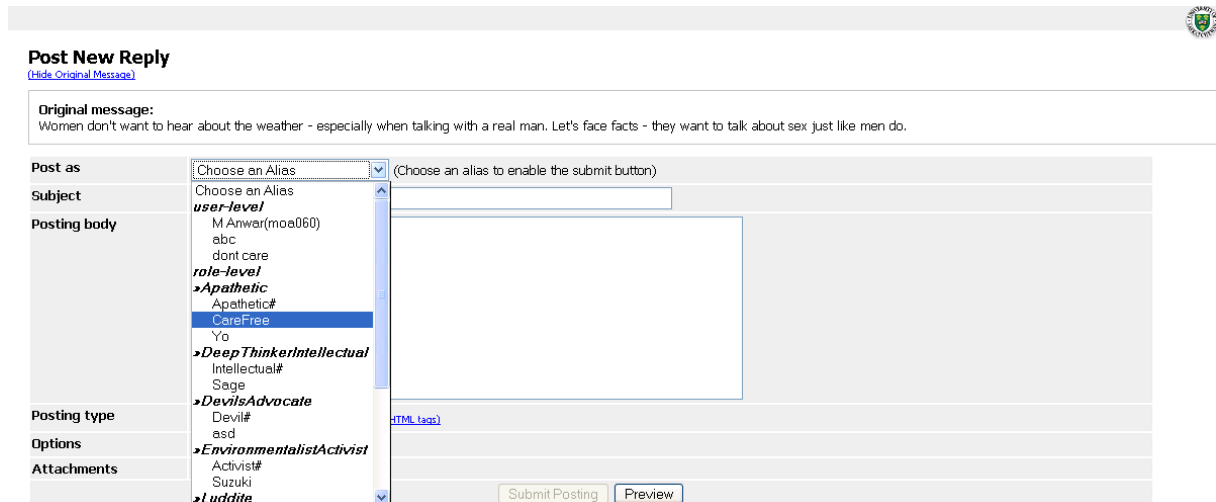 Post New Reply
(Hide Original Message)
Original message:
Women don't want to hear about the weather - especially when talking with a real man. Let's face facts - they want to talk about sex just like men do.
Post as
Choose an Alias
(Choose an alias to enable the submit button)
Choose an Alias
user-level
M Anwar(moa060)
abc
dont care
role-level
»Apathetic
Apathetic#
CareFree
Yo
»DeepThinkerIntellectual
Intellectual#
Sage
»DevilsAdvocate
Devil#
asd
»EnvironmentalistActivist
Activist#
Suzuki
»Luddite
Subject
Posting body
Posting type
HTML tags)
Options
Attachments
Submit Posting
Preview